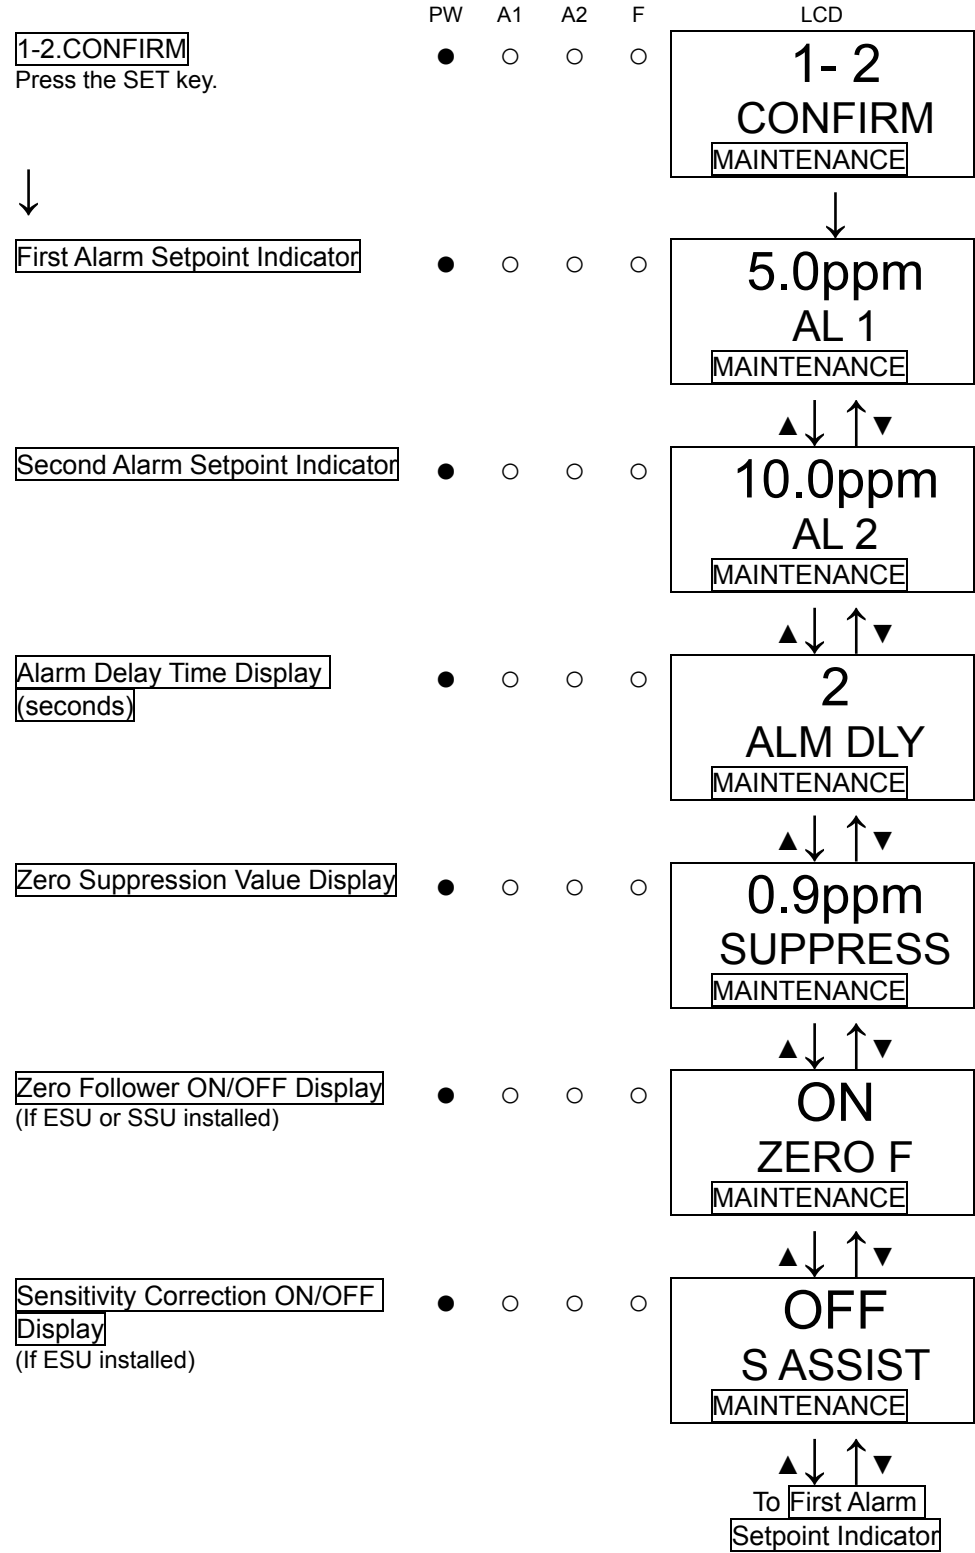 PW A1 A2 F LCD
1-2.CONFIRM ● ○ ○ ○ 1- 2
Press the SET key.
CONFIRM
MAINTENANCE
↓ ↓
First Alarm Setpoint Indicator ● ○ ○ ○ 5.0ppm
AL 1
MAINTENANCE
▲↓ ↑▼
Second Alarm Setpoint Indicator ● ○ ○ ○ 10.0ppm
AL 2
MAINTENANCE
▲↓ ↑▼
Alarm Delay Time Display ● ○ ○ ○ 2
(seconds)
ALM DLY
MAINTENANCE
▲↓ ↑▼
Zero Suppression Value Display ● ○ ○ ○ 0.9ppm
SUPPRESS
MAINTENANCE
▲↓ ↑▼
Zero Follower ON/OFF Display ● ○ ○ ○ ON
(If ESU or SSU installed)
ZERO F
MAINTENANCE
▲↓ ↑▼
Sensitivity Correction ON/OFF ● ○ ○ ○ OFF
Display
(If ESU installed)
S ASSIST
MAINTENANCE
▲↓ ↑▼
To First Alarm
Setpoint Indicator